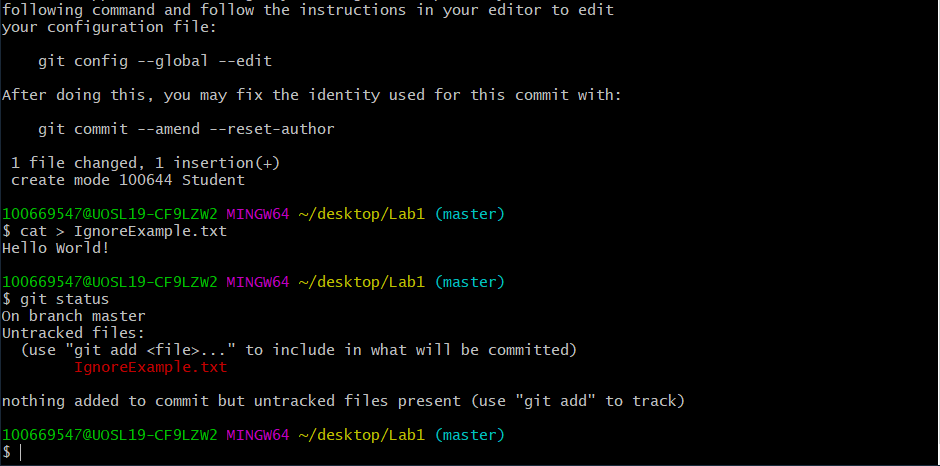 following command and follow the instructions in your editor to edit
your configuration file:
git config --global --edit
After doing this, you may fix the identity used for this commit with:
git commit --amend --reset-author
1 file changed, 1 insertion(+)
create mode 100644 Student
100669547@UOSL19-CF9LZW2 MINGW64 ~/desktop/Lab1 (master)
$ cat > IgnoreExample.txt
Hello World!
100669547@UOSL19-CF9LZW2 MINGW64 ~/desktop/Lab1 (master)
$ git status
On branch master
Untracked files:
(use "git add <file>..." to include in what will be committed)
IgnoreExample.txt
nothing added to commit but untracked files present (use "git add" to track)
100669547@UOSL19-CF9LZW2 MINGW64 ~/desktop/Lab1 (master)
$